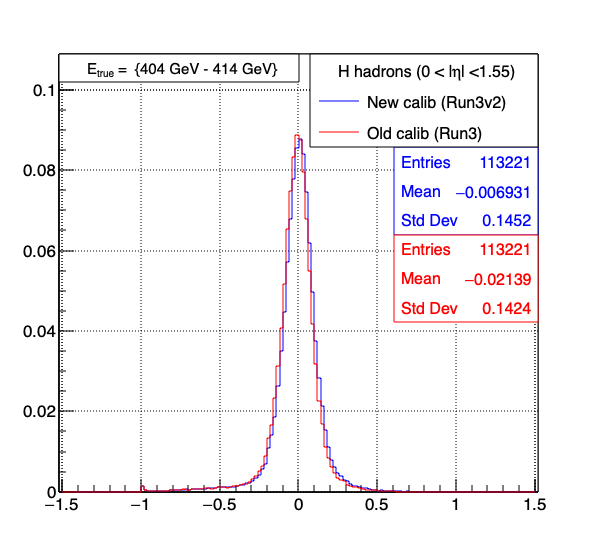 E_true = {404 GeV - 414 GeV}
H hadrons (0 < |η| <1.55)
New calib (Run3v2)
Old calib (Run3)
Entries 113221
Mean −0.006931
Std Dev 0.1452
Entries 113221
Mean −0.02139
Std Dev 0.1424
0.1
0.08
0.06
0.04
0.02
0
−1.5 −1 −0.5 0 0.5 1 1.5